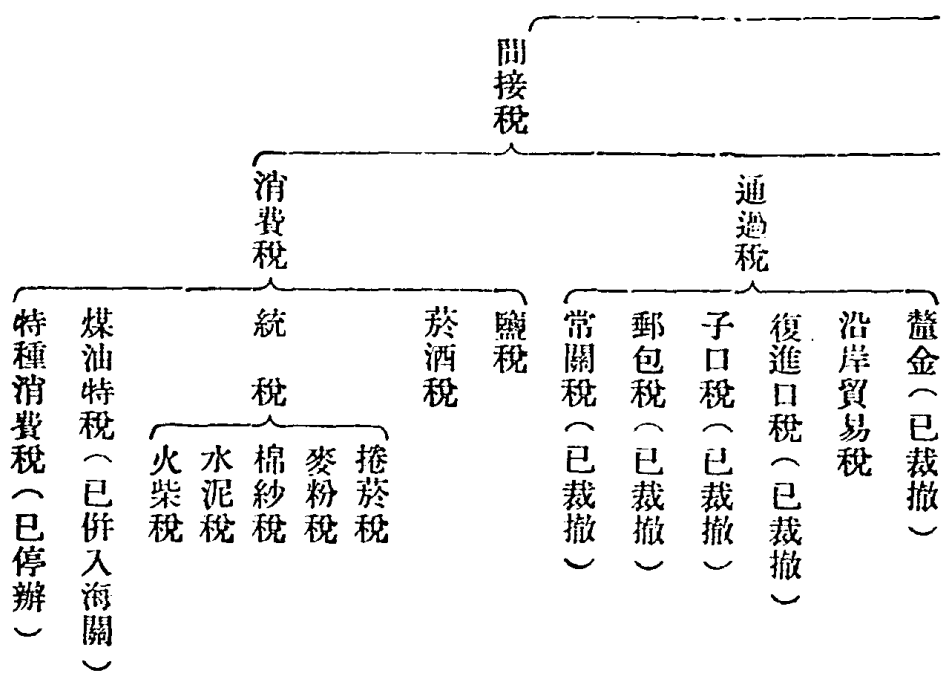 間接稅
通過稅
釐金（已裁撤）
沿岸貿易稅
復進口稅（已裁撤）
子口稅（已裁撤）
郵包稅（已裁撤）
常關稅（已裁撤）
消費稅
鹽稅
菸酒稅
統稅
捲菸稅
麥粉稅
棉紗稅
水泥稅
火柴稅
煤油特稅（已併入海關）
特種消費稅（已停辦）